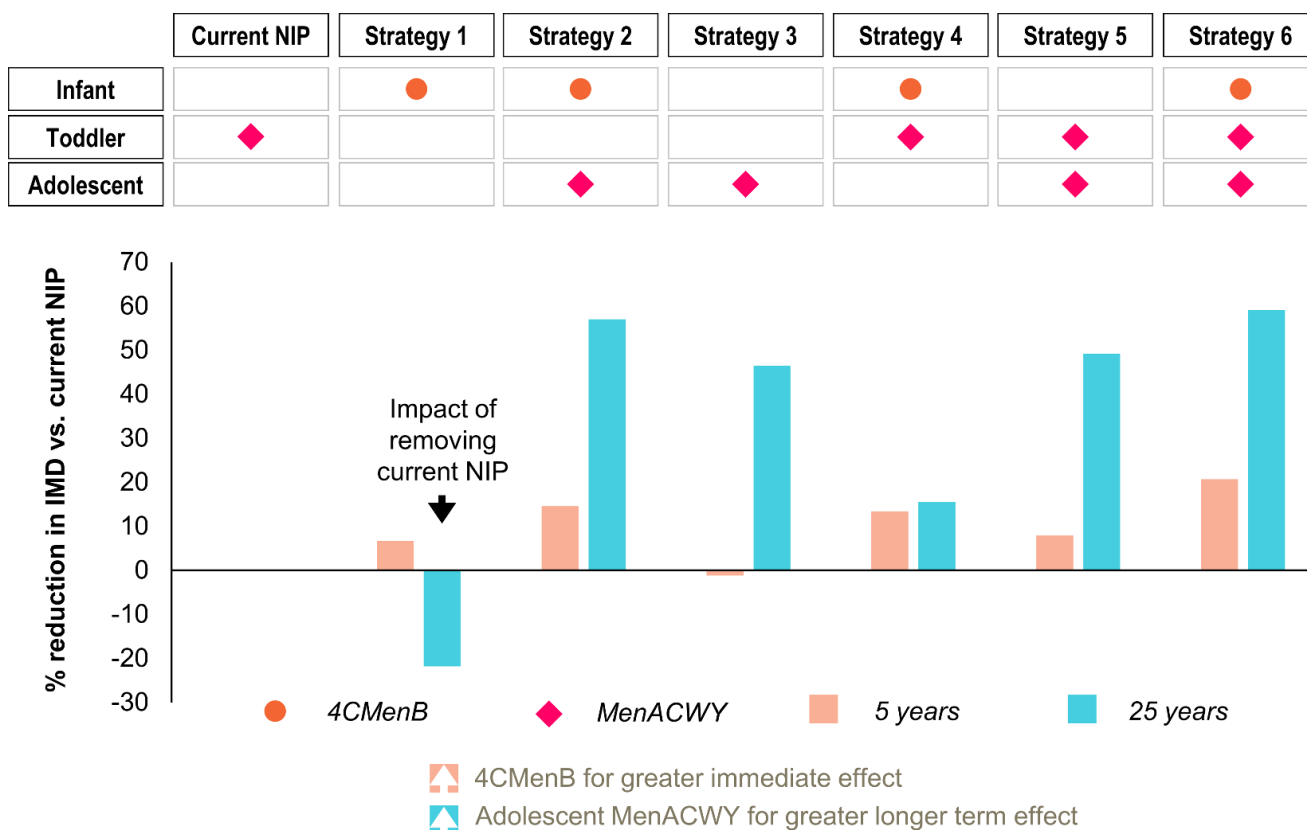 Current NIP
Strategy 1
Strategy 2
Strategy 3
Strategy 4
Strategy 5
Strategy 6
Infant
Toddler
Adolescent
% reduction in IMD vs. current NIP
70
60
50
40
30
20
10
0
-10
-20
-30
Impact of
removing
current NIP
4CMenB
MenACWY
5 years
25 years
4CMenB for greater immediate effect
Adolescent MenACWY for greater longer term effect